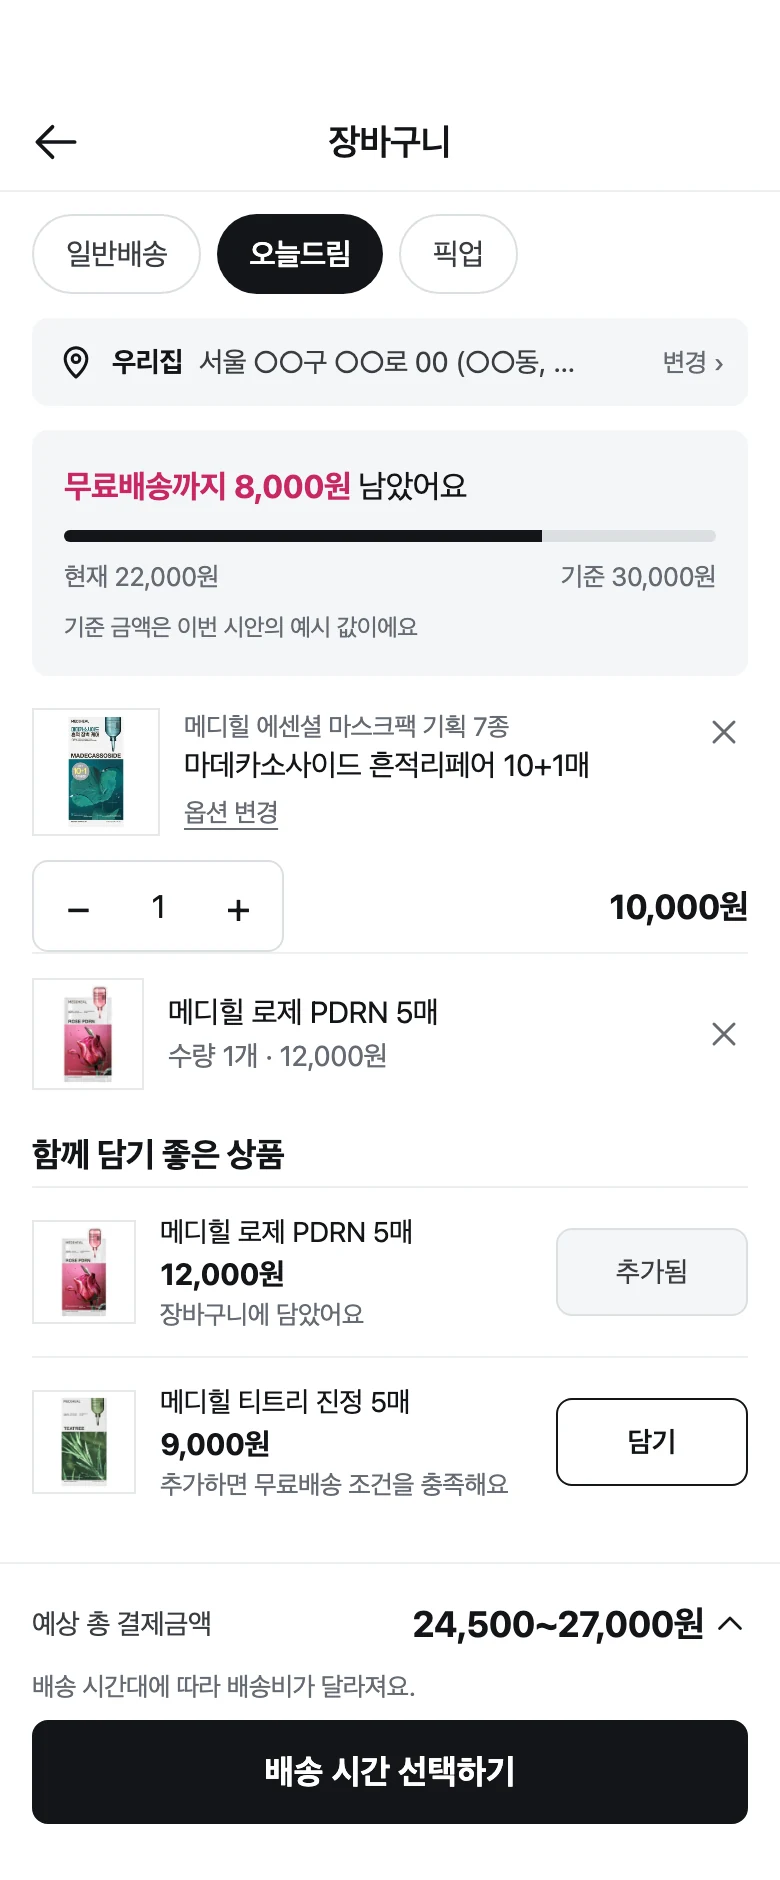 장바구니
일반배송
오늘드림
픽업
우리집 서울 ○○구 ○○로 00 (○○동, ...
변경 ›
무료배송까지 8,000원 남았어요
현재 22,000원
기준 30,000원
기준 금액은 이번 시안의 예시 값이에요
MADECASSOSIDE
메디힐 에센셜 마스크팩 기획 7종
마데카소사이드 흔적리페어 10+1매
옵션 변경
− 1 +
10,000원
ROSE PDRN
메디힐 로제 PDRN 5매
수량 1개 · 12,000원
함께 담기 좋은 상품
ROSE PDRN
메디힐 로제 PDRN 5매
12,000원
장바구니에 담았어요
추가됨
TEATREE
메디힐 티트리 진정 5매
9,000원
추가하면 무료배송 조건을 충족해요
담기
예상 총 결제금액
24,500~27,000원
배송 시간대에 따라 배송비가 달라져요.
배송 시간 선택하기